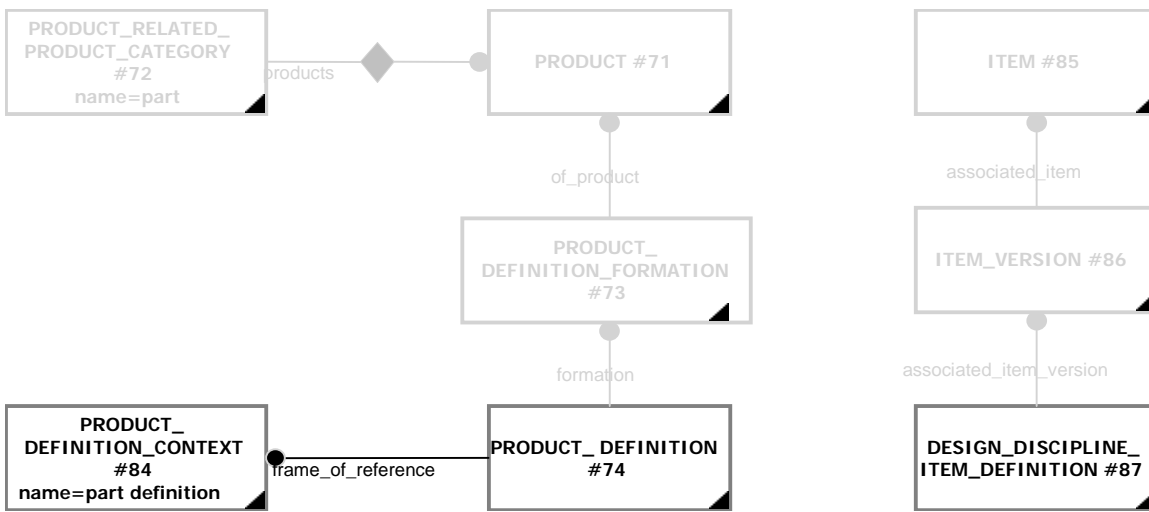 PRODUCT_RELATED_
PRODUCT_CATEGORY
#72
name=part
products
PRODUCT #71
ITEM #85
of_product
associated_item
PRODUCT_
DEFINITION_FORMATION
#73
ITEM_VERSION #86
formation
associated_item_version
PRODUCT_
DEFINITION_CONTEXT
#84
name=part definition
frame_of_reference
PRODUCT_ DEFINITION
#74
DESIGN_DISCIPLINE_
ITEM_DEFINITION #87